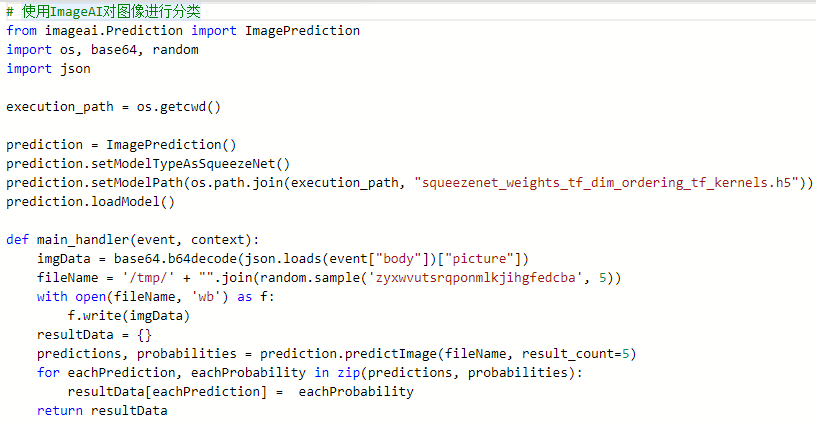 # 使用ImageAI对图像进行分类
from imageai.Prediction import ImagePrediction
import os, base64, random
import json

execution_path = os.getcwd()

prediction = ImagePrediction()
prediction.setModelTypeAsSqueezeNet()
prediction.setModelPath(os.path.join(execution_path, "squeezenet_weights_tf_dim_ordering_tf_kernels.h5"))
prediction.loadModel()

def main_handler(event, context):
    imgData = base64.b64decode(json.loads(event["body"])["picture"])
    fileName = '/tmp/' + "".join(random.sample('zyxwvutsrqponmlkjihgfedcba', 5))
    with open(fileName, 'wb') as f:
        f.write(imgData)
    resultData = {}
    predictions, probabilities = prediction.predictImage(fileName, result_count=5)
    for eachPrediction, eachProbability in zip(predictions, probabilities):
        resultData[eachPrediction] =  eachProbability
    return resultData